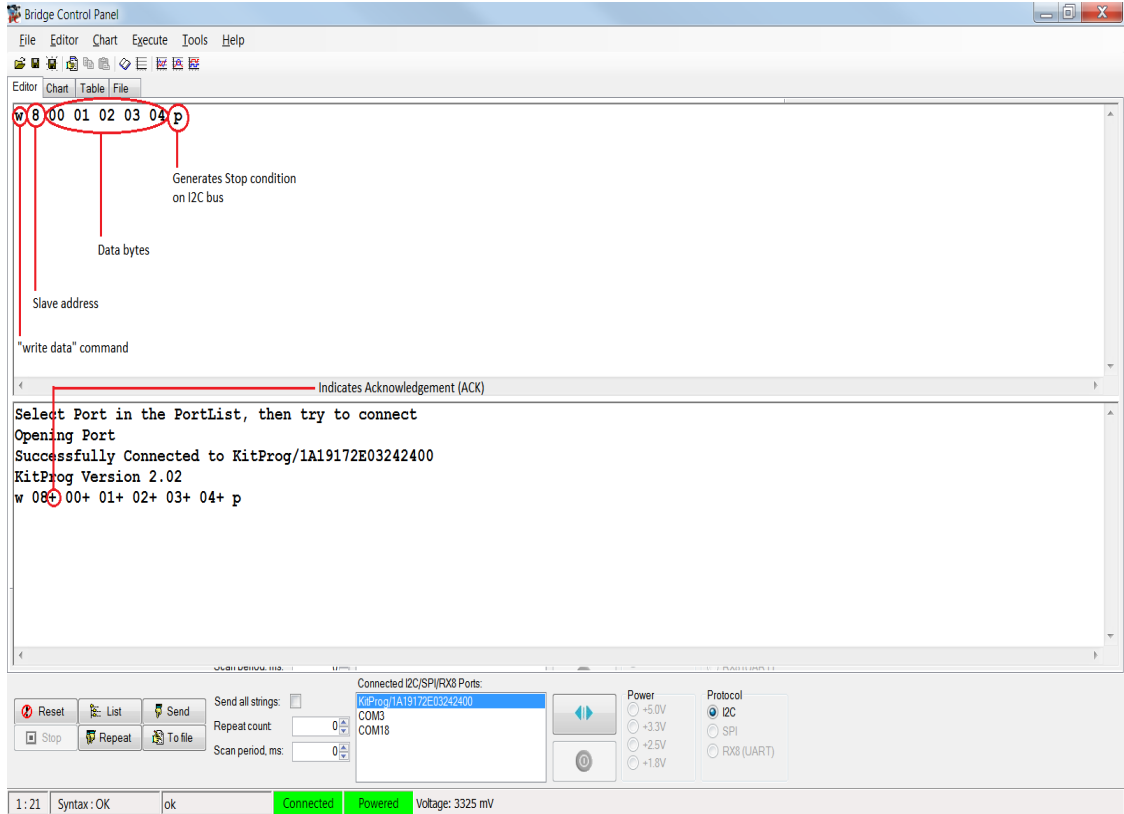 Bridge Control Panel
File Editor Chart Execute Tools Help
Editor Chart Table File
w 8 00 01 02 03 04 p
Generates Stop condition
on I2C bus
Data bytes
Slave address
"write data" command
Indicates Acknowledgement (ACK)
Select Port in the PortList, then try to connect
Opening Port
Successfully Connected to KitProg/1A19172E03242400
KitProg Version 2.02
w 08+ 00+ 01+ 02+ 03+ 04+ p
Connected I2C/SPI/RX8 Ports:
Reset List Send
Stop Repeat To file
Send all strings:
Repeat count: 0
Scan period, ms: 0
KitProg/1A19172E03242400
COM3
COM18
Power
+5.0V
+3.3V
+2.5V
+1.8V
Protocol
I2C
SPI
RX8 (UART)
1 : 21 Syntax : OK ok Connected Powered Voltage: 3325 mV